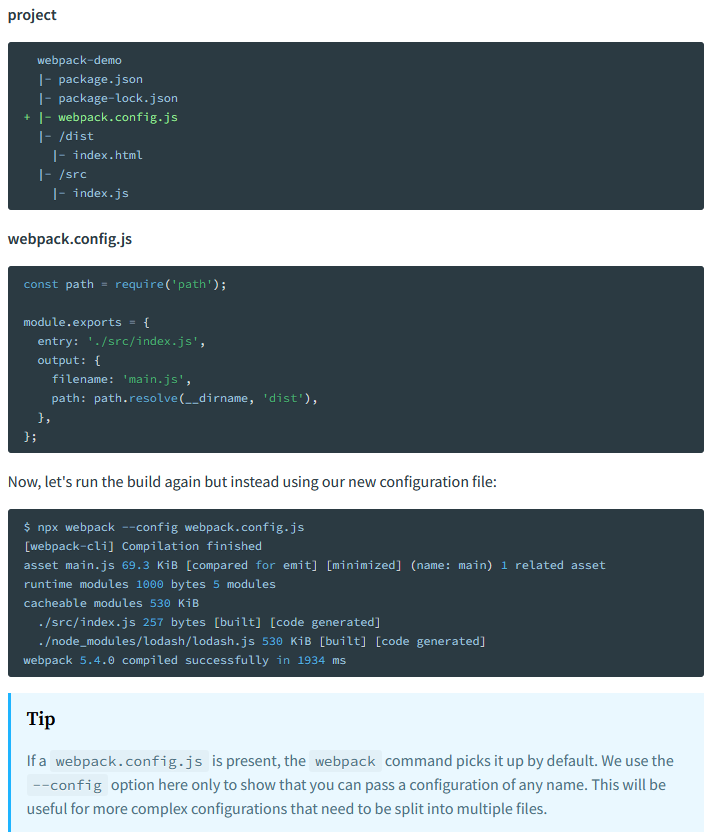 project
webpack-demo
|- package.json
|- package-lock.json
+ |- webpack.config.js
|- /dist
|- index.html
|- /src
|- index.js
webpack.config.js
const path = require('path');
module.exports = {
entry: './src/index.js',
output: {
filename: 'main.js',
path: path.resolve(__dirname, 'dist'),
},
};
Now, let's run the build again but instead using our new configuration file:
$ npx webpack --config webpack.config.js
[webpack-cli] Compilation finished
asset main.js 69.3 KiB [compared for emit] [minimized] (name: main) 1 related asset
runtime modules 1000 bytes 5 modules
cacheable modules 530 KiB
./src/index.js 257 bytes [built] [code generated]
./node_modules/lodash/lodash.js 530 KiB [built] [code generated]
webpack 5.4.0 compiled successfully in 1934 ms
Tip
If a webpack.config.js is present, the webpack command picks it up by default. We use the
--config option here only to show that you can pass a configuration of any name. This will be
useful for more complex configurations that need to be split into multiple files.